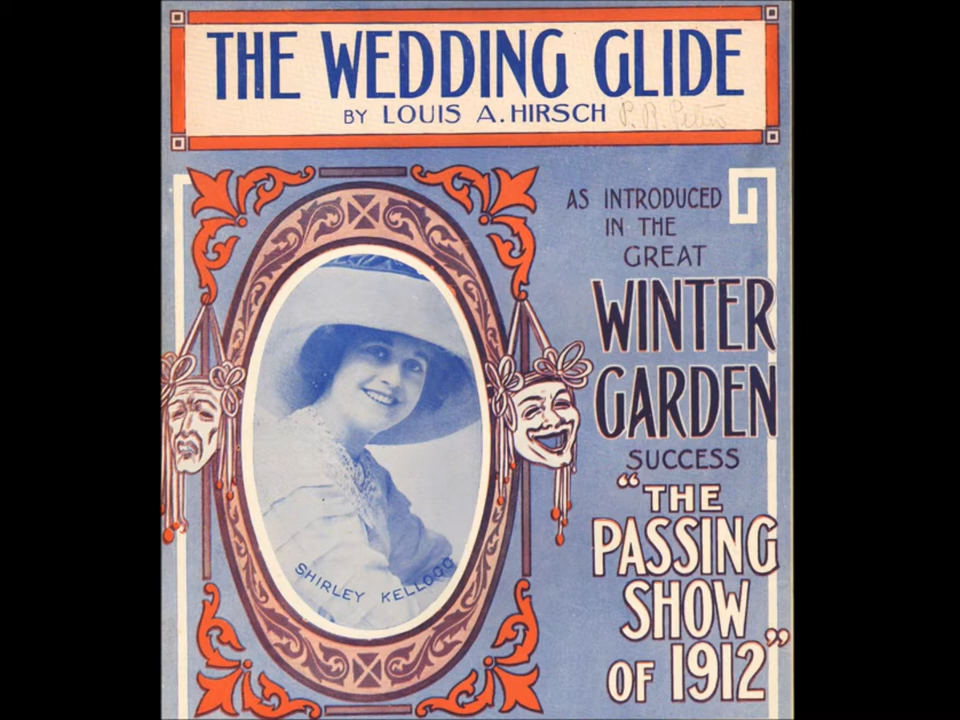 THE WEDDING GLIDE
BY LOUIS A. HIRSCH
AS INTRODUCED
IN THE
GREAT
WINTER
GARDEN
SUCCESS
"THE
PASSING
SHOW
OF 1912"
SHIRLEY KELLOGG